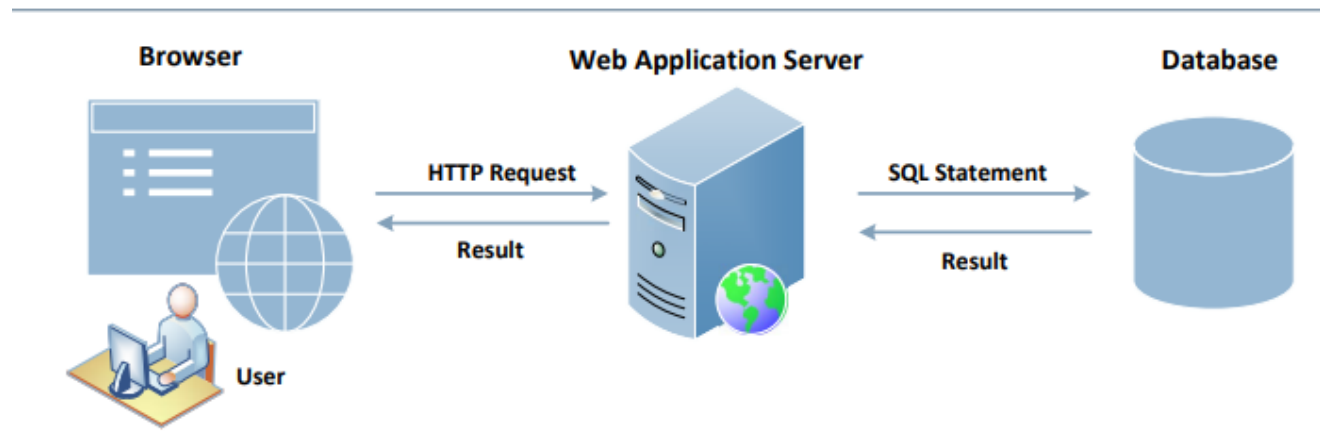 Browser
Web Application Server
Database
HTTP Request
SQL Statement
Result
Result
User